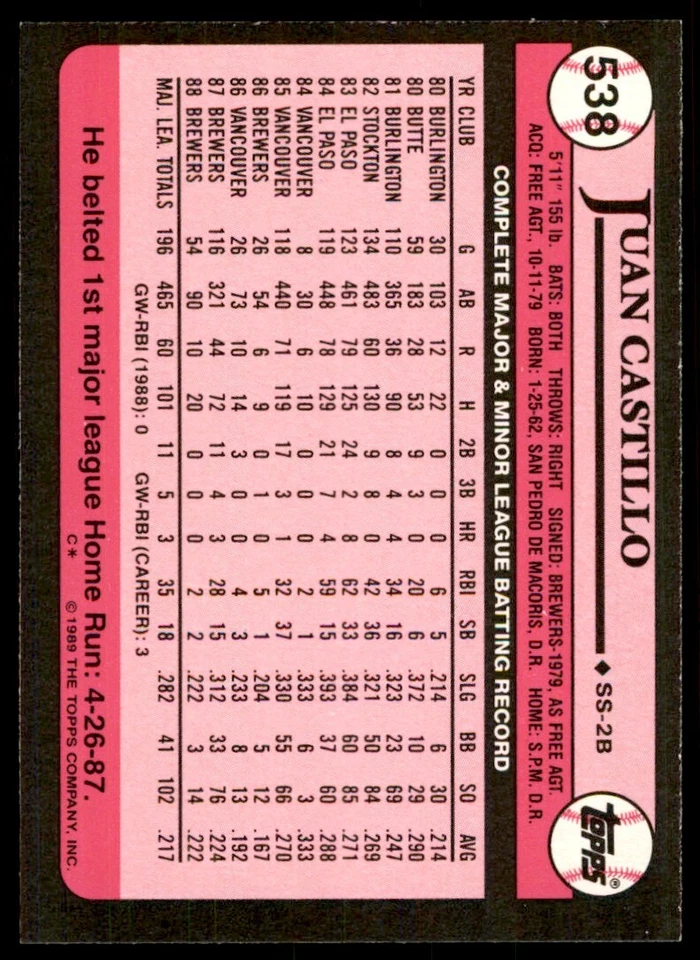 538
JUAN CASTILLO ◆ SS-2B
topps®
5'11" 155 lb. BATS: BOTH THROWS: RIGHT SIGNED: BREWERS-1979, AS FREE AGT.
ACQ: FREE AGT., 10-11-79 BORN: 1-25-62, SAN PEDRO DE MACORIS, D.R. HOME: S.P.M. D.R.
COMPLETE MAJOR & MINOR LEAGUE BATTING RECORD
YR CLUB G AB R H 2B 3B HR RBI SB SLG BB SO AVG
80 BURLINGTON 30 103 12 22 0 0 0 6 5 .214 6 30 .214
80 BUTTE 59 183 28 53 9 3 0 20 6 .372 10 29 .290
81 BURLINGTON 110 365 36 90 8 4 4 34 16 .323 23 69 .247
82 STOCKTON 134 483 60 130 9 8 0 42 36 .321 50 84 .269
83 EL PASO 123 461 79 125 24 2 8 62 33 .384 60 85 .271
84 EL PASO 119 448 78 129 21 7 4 59 15 .393 37 60 .288
84 VANCOUVER 8 30 6 10 0 0 0 2 1 .333 6 3 .333
85 VANCOUVER 118 440 71 119 17 3 1 32 37 .330 55 66 .270
86 BREWERS 26 54 6 9 0 1 0 5 1 .204 5 12 .167
86 VANCOUVER 26 73 10 14 3 0 0 4 3 .233 8 13 .192
87 BREWERS 116 321 44 72 11 4 3 28 15 .312 33 76 .224
88 BREWERS 54 90 10 20 0 0 0 2 2 .222 3 14 .222
MAJ. LEA. TOTALS 196 465 60 101 11 5 3 35 18 .282 41 102 .217
GW-RBI (1988): 0 GW-RBI (CAREER): 3
He belted 1st major league Home Run: 4-26-87.
C* ©1989 THE TOPPS COMPANY, INC.